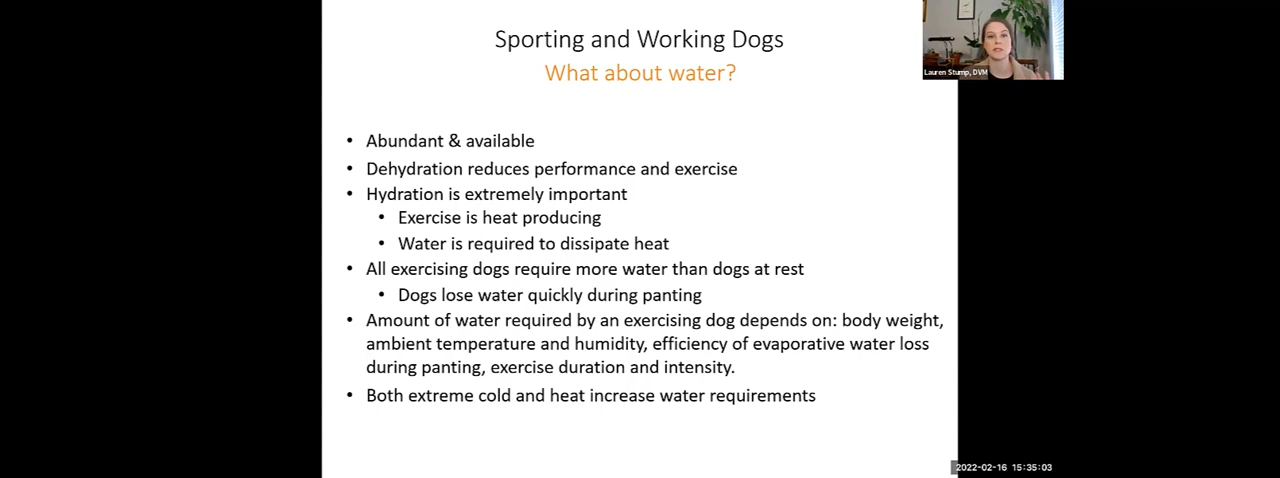 Sporting and Working Dogs
What about water?
Lauren Stump, DVM
• Abundant & available
• Dehydration reduces performance and exercise
• Hydration is extremely important
• Exercise is heat producing
• Water is required to dissipate heat
• All exercising dogs require more water than dogs at rest
• Dogs lose water quickly during panting
• Amount of water required by an exercising dog depends on: body weight,
ambient temperature and humidity, efficiency of evaporative water loss
during panting, exercise duration and intensity.
• Both extreme cold and heat increase water requirements
2022-02-16 15:35:03